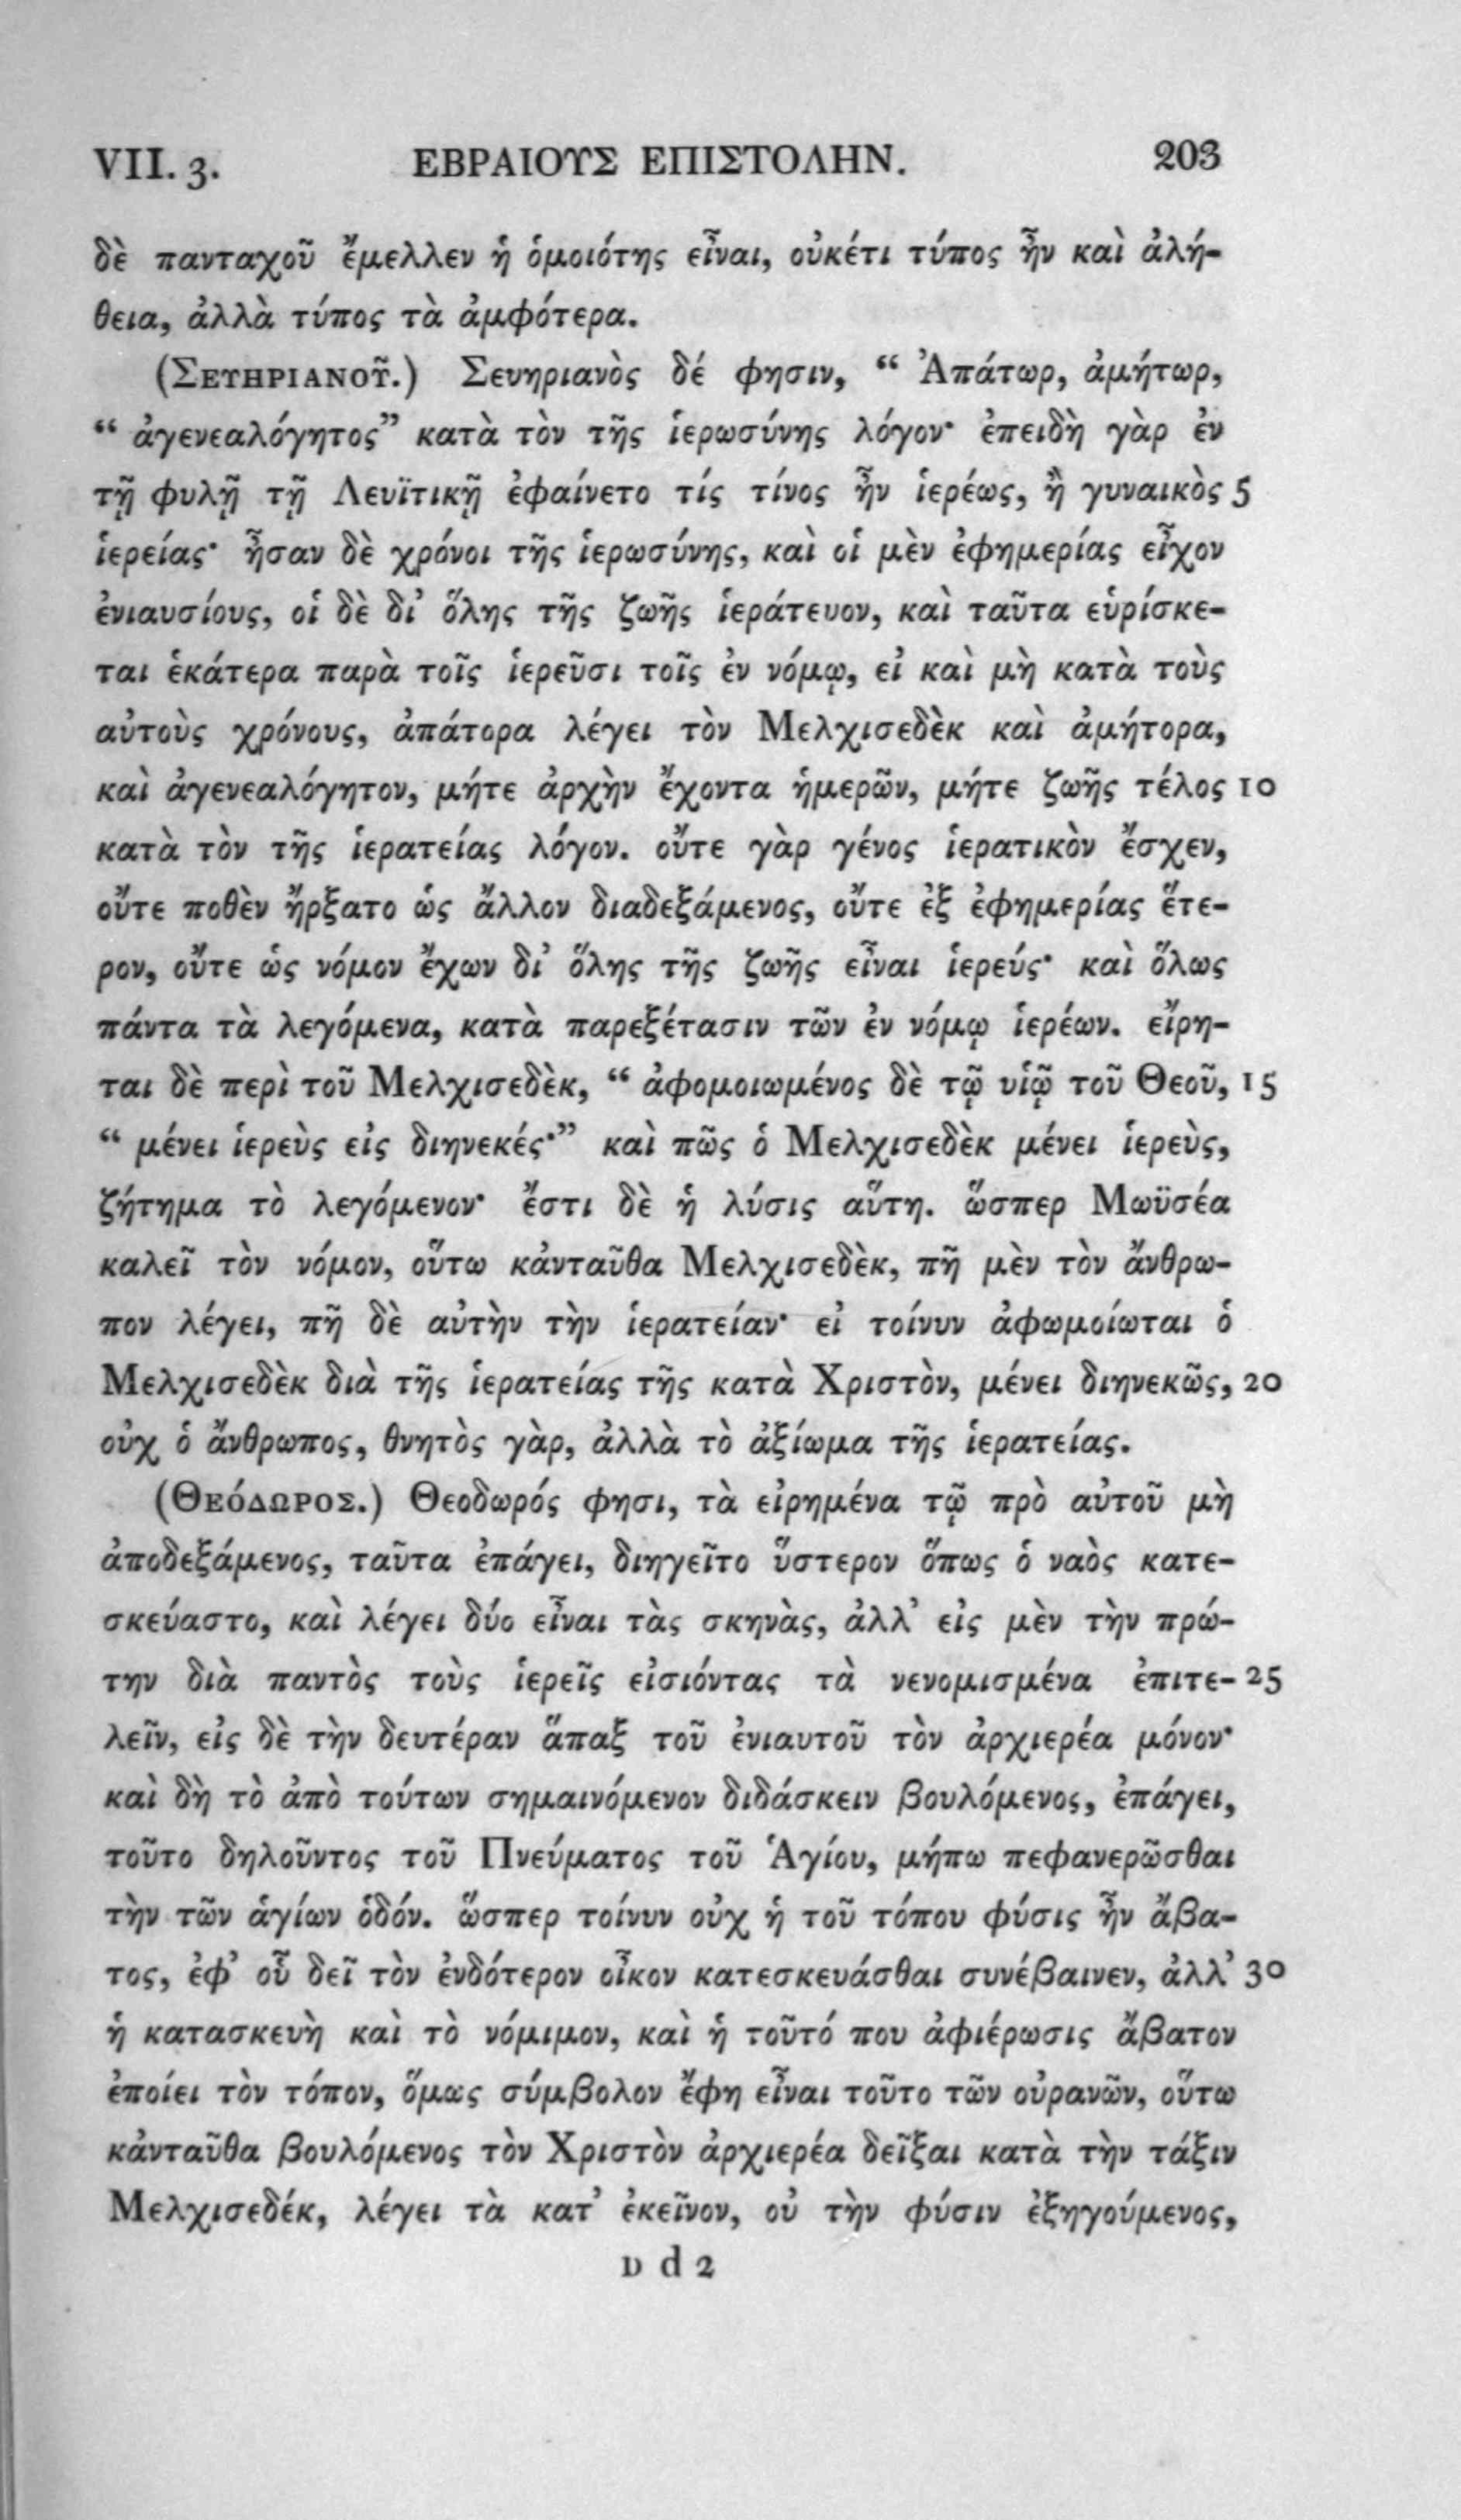 VII. 3. ΕΒΡΑΙΟΥΣ ΕΠΙΣΤΟΛΗΝ. 203
δὲ πανταχοῦ ἔμελλεν ἡ ὁμοιότης εἶναι, οὐκέτι τύπος ἦν καὶ ἀλή-
θεια, ἀλλὰ τύπος τὰ ἀμφότερα.
(ΣΕΥΗΡΙΑΝΟῦ.) Σευηριανὸς δέ φησιν, “ Ἀπάτωρ, ἀμήτωρ,
“ ἀγενεαλόγητος” κατὰ τὸν τῆς ἱερωσύνης λόγον· ἐπειδὴ γὰρ ἐν
τῇ φυλῇ τῇ Λευϊτικῇ ἐφαίνετο τίς τίνος ἦν ἱερέως, ἢ γυναικὸς 5
ἱερείας· ἦσαν δὲ χρόνοι τῆς ἱερωσύνης, καὶ οἱ μὲν ἐφημερίας εἶχον
ἐνιαυσίους, οἱ δὲ δι’ ὅλης τῆς ζωῆς ἱεράτευον, καὶ ταῦτα εὑρίσκε-
ται ἑκάτερα παρὰ τοῖς ἱερεῦσι τοῖς ἐν νόμῳ, εἰ καὶ μὴ κατὰ τοὺς
αὐτοὺς χρόνους, ἀπάτορα λέγει τὸν Μελχισεδὲκ καὶ ἀμήτορα,
καὶ ἀγενεαλόγητον, μήτε ἀρχὴν ἔχοντα ἡμερῶν, μήτε ζωῆς τέλος 10
κατὰ τὸν τῆς ἱερατείας λόγον. οὔτε γὰρ γένος ἱερατικὸν ἔσχεν,
οὔτε ποθὲν ἤρξατο ὡς ἄλλον διαδεξάμενος, οὔτε ἐξ ἐφημερίας ἕτε-
ρον, οὔτε ὡς νόμον ἔχων δι’ ὅλης τῆς ζωῆς εἶναι ἱερεύς· καὶ ὅλως
πάντα τὰ λεγόμενα, κατὰ παρεξέτασιν τῶν ἐν νόμῳ ἱερέων. εἴρη-
ται δὲ περὶ τοῦ Μελχισεδὲκ, “ ἀφομοιωμένος δὲ τῷ υἱῷ τοῦ Θεοῦ, 15
“ μένει ἱερεὺς εἰς διηνεκές·” καὶ πῶς ὁ Μελχισεδὲκ μένει ἱερεὺς,
ζήτημα τὸ λεγόμενον· ἔστι δὲ ἡ λύσις αὕτη. ὥσπερ Μωϋσέα
καλεῖ τὸν νόμον, οὕτω κἀνταῦθα Μελχισεδὲκ, πῆ μὲν τὸν ἄνθρω-
πον λέγει, πῆ δὲ αὐτὴν τὴν ἱερατείαν· εἰ τοίνυν ἀφωμοίωται ὁ
Μελχισεδὲκ διὰ τῆς ἱερατείας τῆς κατὰ Χριστὸν, μένει διηνεκῶς, 20
οὐχ ὁ ἄνθρωπος, θνητὸς γὰρ, ἀλλὰ τὸ ἀξίωμα τῆς ἱερατείας.
(ΘΕόΔΩΡΟΣ.) Θεοδωρός φησι, τὰ εἰρημένα τῷ πρὸ αὐτοῦ μὴ
ἀποδεξάμενος, ταῦτα ἐπάγει, διηγεῖτο ὕστερον ὅπως ὁ ναὸς κατε-
σκεύαστο, καὶ λέγει δύο εἶναι τὰς σκηνὰς, ἀλλ’ εἰς μὲν τὴν πρώ-
την διὰ παντὸς τοὺς ἱερεῖς εἰσιόντας τὰ νενομισμένα ἐπιτε- 25
λεῖν, εἰς δὲ τὴν δευτέραν ἅπαξ τοῦ ἐνιαυτοῦ τὸν ἀρχιερέα μόνον·
καὶ δὴ τὸ ἀπὸ τούτων σημαινόμενον διδάσκειν βουλόμενος, ἐπάγει,
τοῦτο δηλοῦντος τοῦ Πνεύματος τοῦ Ἁγίου, μήπω πεφανερῶσθαι
τὴν τῶν ἁγίων ὁδόν. ὥσπερ τοίνυν οὐχ ἡ τοῦ τόπου φύσις ἦν ἄβα-
τος, ἐφ’ οὗ δεῖ τὸν ἐνδότερον οἶκον κατεσκευάσθαι συνέβαινεν, ἀλλ’ 30
ἡ κατασκευὴ καὶ τὸ νόμιμον, καὶ ἡ τοῦτό που ἀφιέρωσις ἄβατον
ἐποίει τὸν τόπον, ὅμως σύμβολον ἔφη εἶναι τοῦτο τῶν οὐρανῶν, οὕτω
κἀνταῦθα βουλόμενος τὸν Χριστὸν ἀρχιερέα δεῖξαι κατὰ τὴν τάξιν
Μελχισεδέκ, λέγει τὰ κατ’ ἐκεῖνον, οὐ τὴν φύσιν ἐξηγούμενος,
D d 2